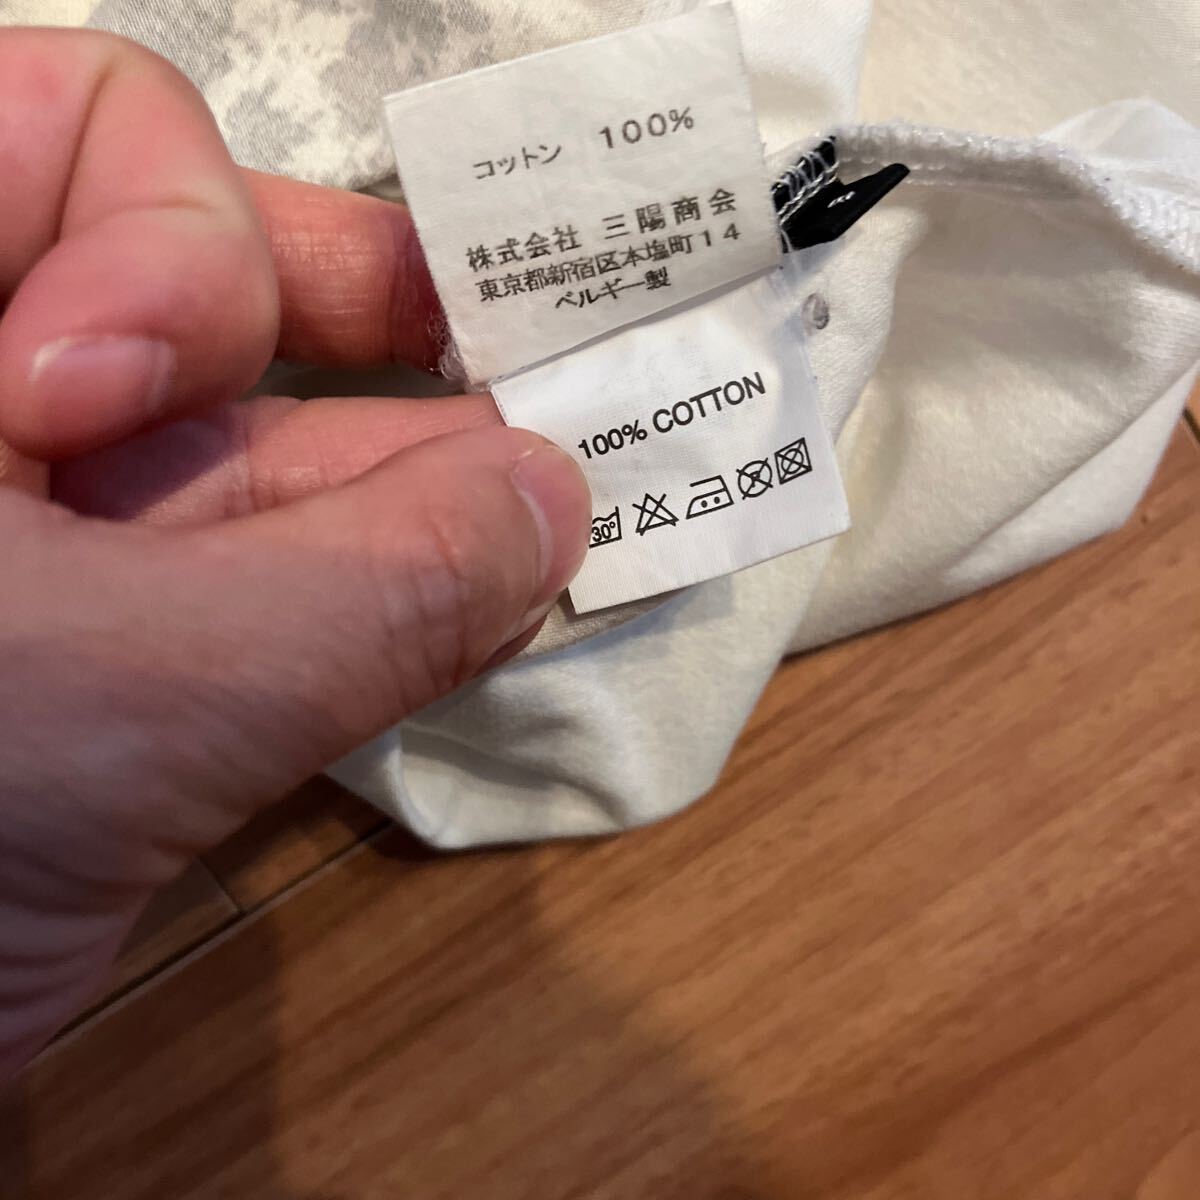 コットン 100%
株式会社 三陽商会
東京都新宿区本塩町14
ベルギー製
100% COTTON
30°